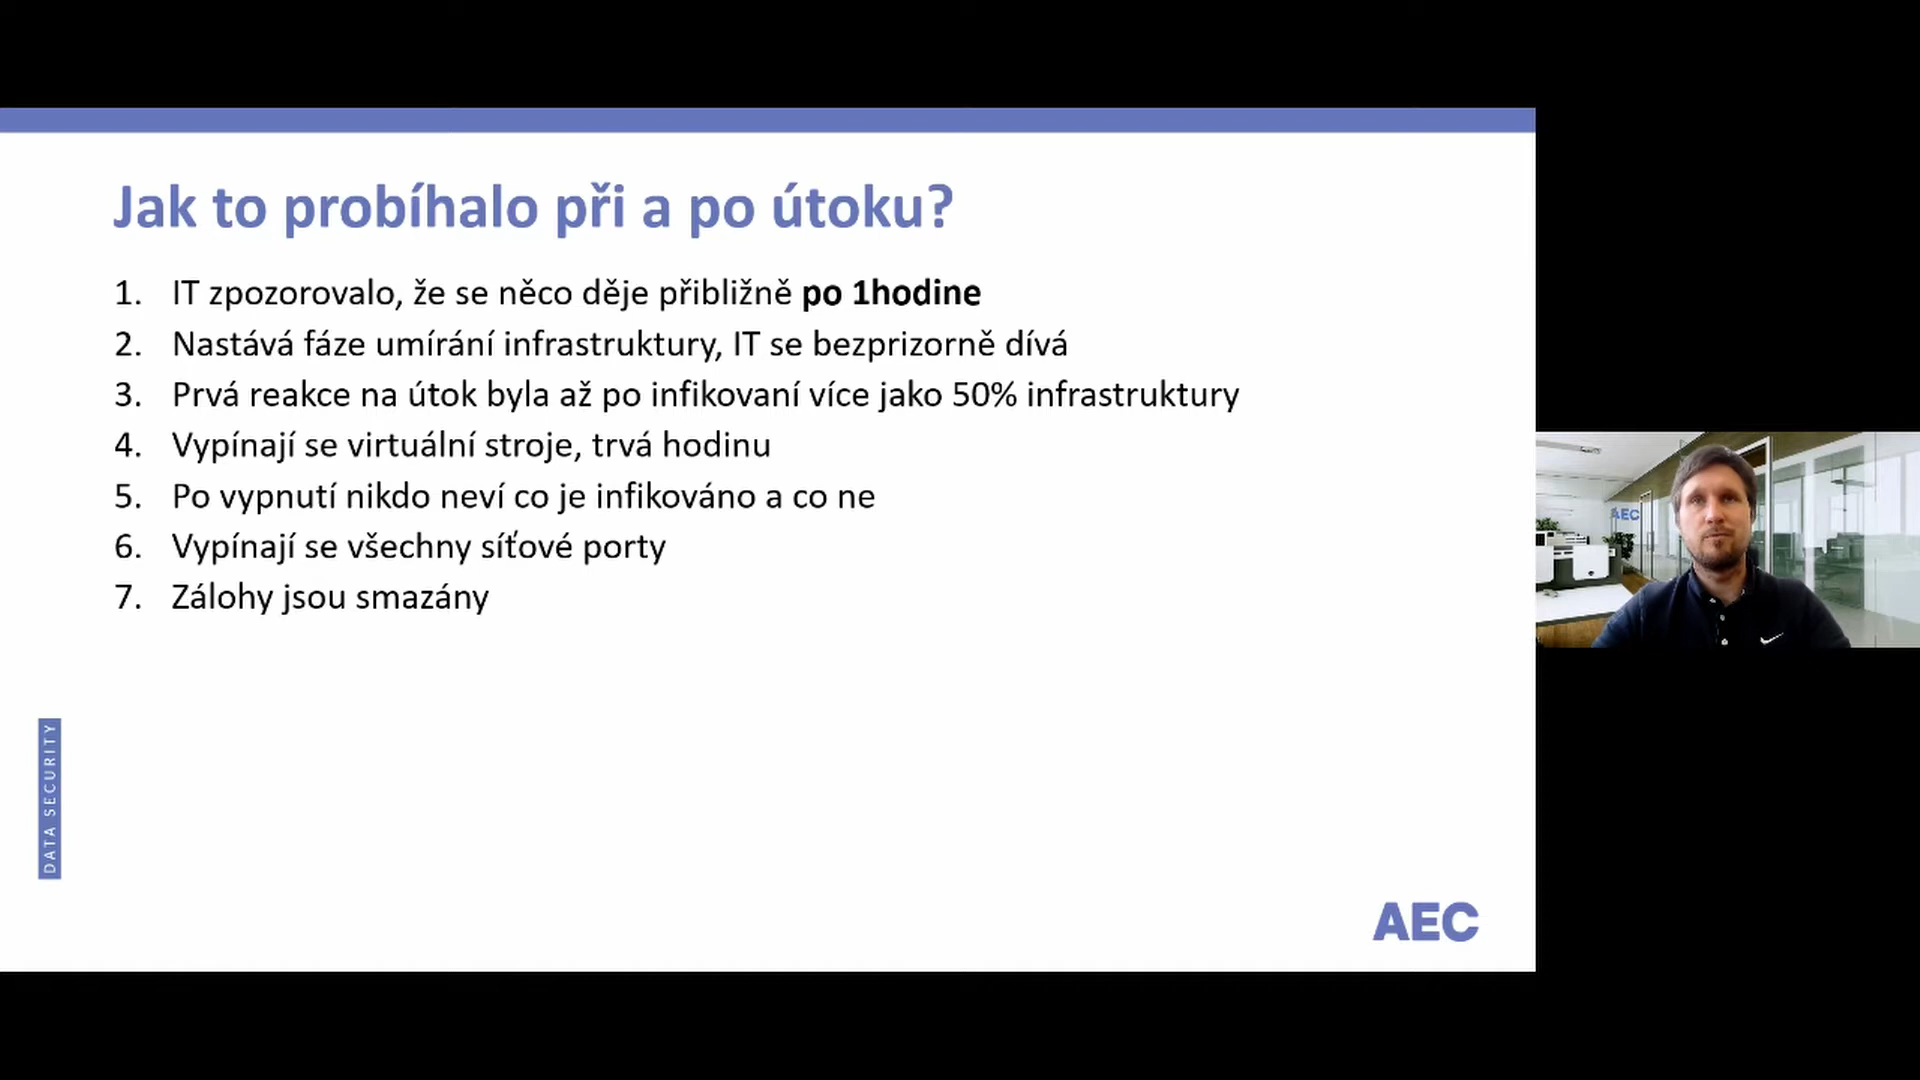 Jak to probíhalo při a po útoku?
1. IT zpozorovalo, že se něco děje přibližně po 1hodine
2. Nastává fáze umírání infrastruktury, IT se bezprizorně dívá
3. Prvá reakce na útok byla až po infikovaní více jako 50% infrastruktury
4. Vypínají se virtuální stroje, trvá hodinu
5. Po vypnutí nikdo neví co je infikováno a co ne
6. Vypínají se všechny síťové porty
7. Zálohy jsou smazány
DATA SECURITY
AEC
AEC